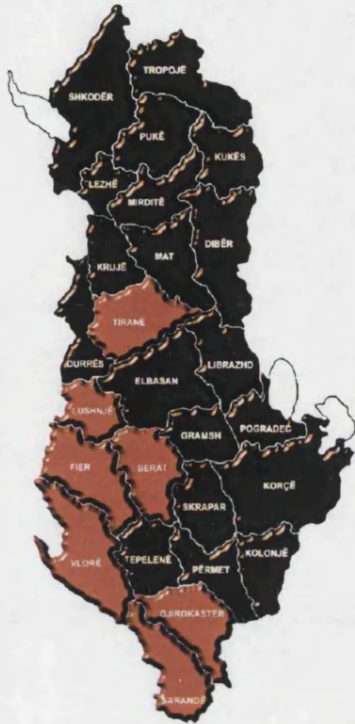 TROPOJË
SHKODËR
PUKË
KUKËS
LEZHË
MIRDITË
DIBËR
MAT
KRUJË
TIRANË
DURRËS
LIBRAZHD
ELBASAN
LUSHNJË
GRAMSH
POGRADEC
FIER
BERAT
KORÇË
SKRAPAR
VLORË
TEPELENË
KOLONJË
PËRMET
GJIROKASTER
SARANDË